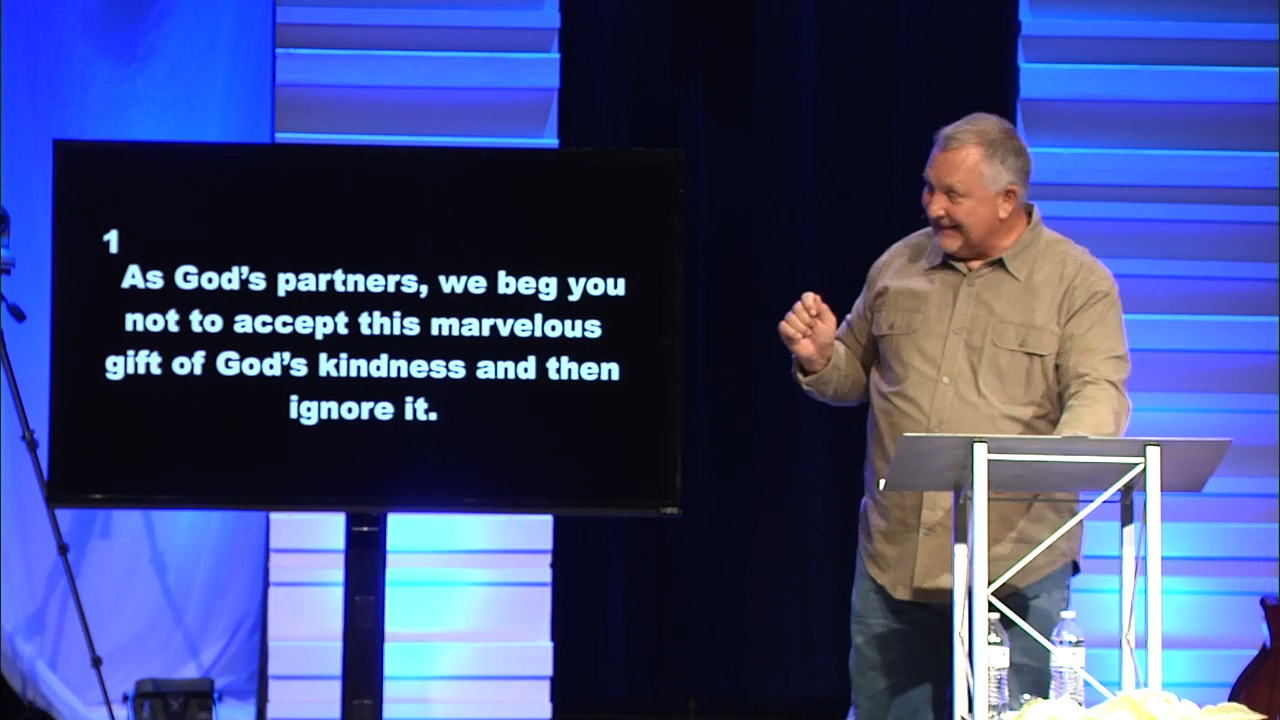 1
As God’s partners, we beg you
not to accept this marvelous
gift of God’s kindness and then
ignore it.
VIZIO